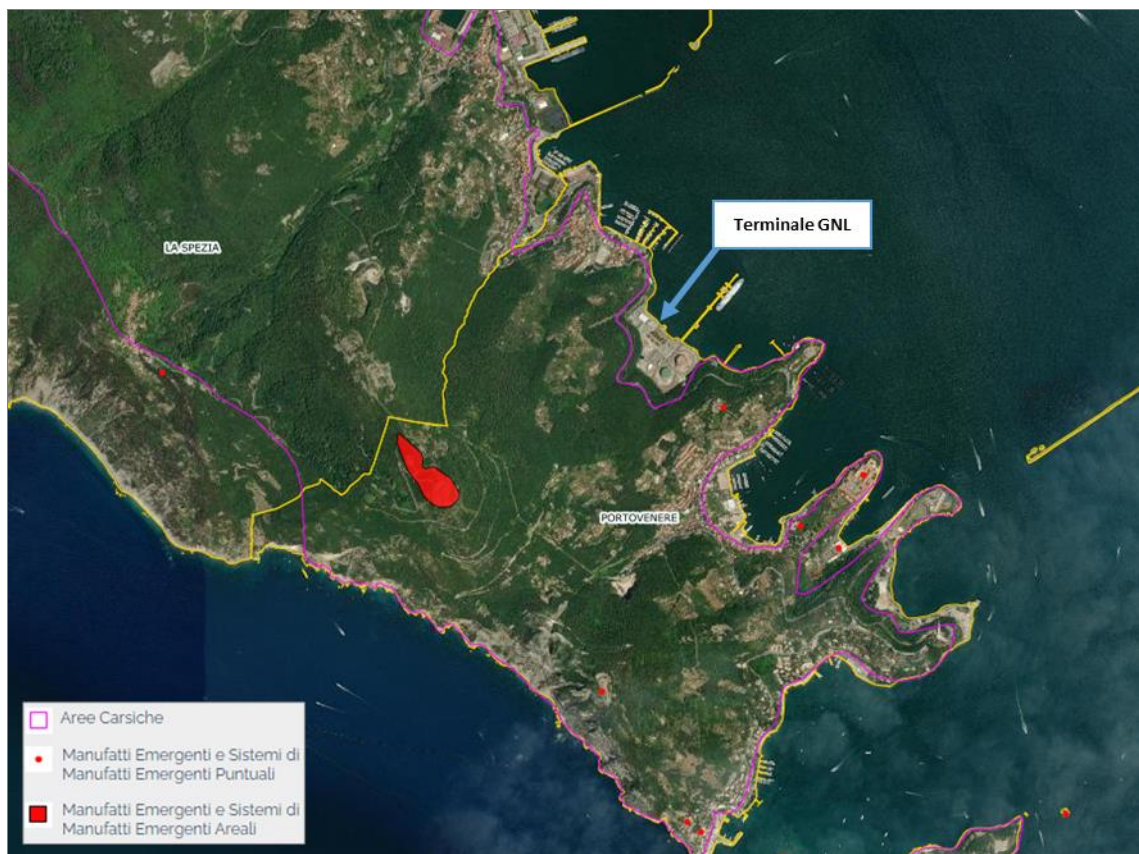 Terminale GNL
LA SPEZIA
PORTOVENERE
Aree Carsiche
Manufatti Emergenti e Sistemi di
Manufatti Emergenti Puntuali
Manufatti Emergenti e Sistemi di
Manufatti Emergenti Areali